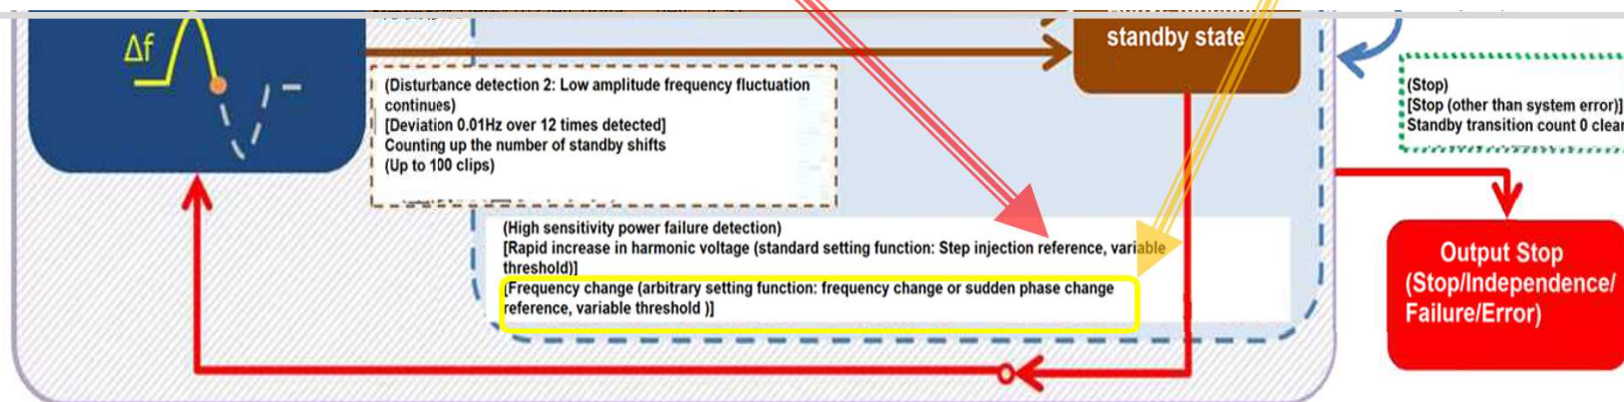 Δf
standby state
(Disturbance detection 2: Low amplitude frequency fluctuation
continues)
[Deviation 0.01Hz over 12 times detected]
Counting up the number of standby shifts
(Up to 100 clips)
(Stop)
[Stop (other than system error)]
Standby transition count 0 clear
(High sensitivity power failure detection)
[Rapid increase in harmonic voltage (standard setting function: Step injection reference, variable
threshold)]
[Frequency change (arbitrary setting function: frequency change or sudden phase change
reference, variable threshold )]
Output Stop
(Stop/Independence/
Failure/Error)